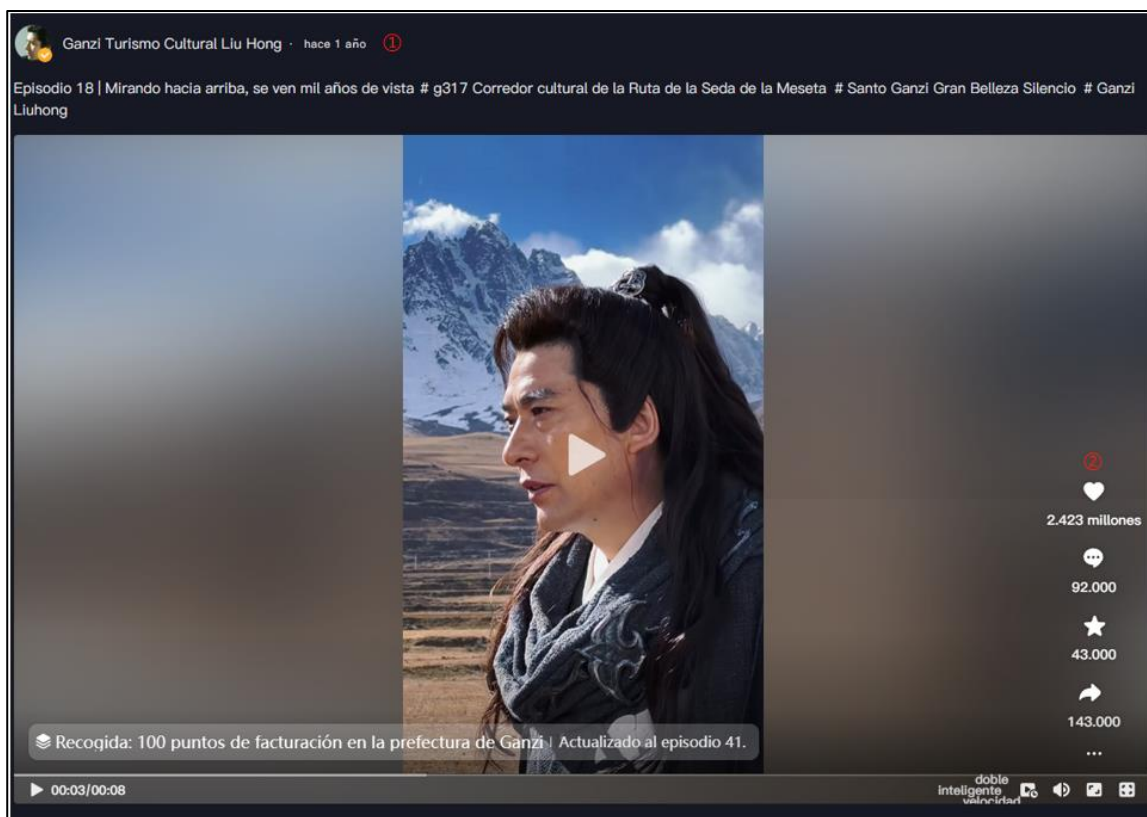 Ganzi Turismo Cultural Liu Hong · hace 1 año ①
Episodio 18 | Mirando hacia arriba, se ven mil años de vista # g317 Corredor cultural de la Ruta de la Seda de la Meseta # Santo Ganzi Gran Belleza Silencio # Ganzi
Liuhong
②
2.423 millones
92.000
43.000
143.000
Recogida: 100 puntos de facturación en la prefectura de Ganzi | Actualizado al episodio 41.
00:03/00:08
doble
inteligente
velocidad